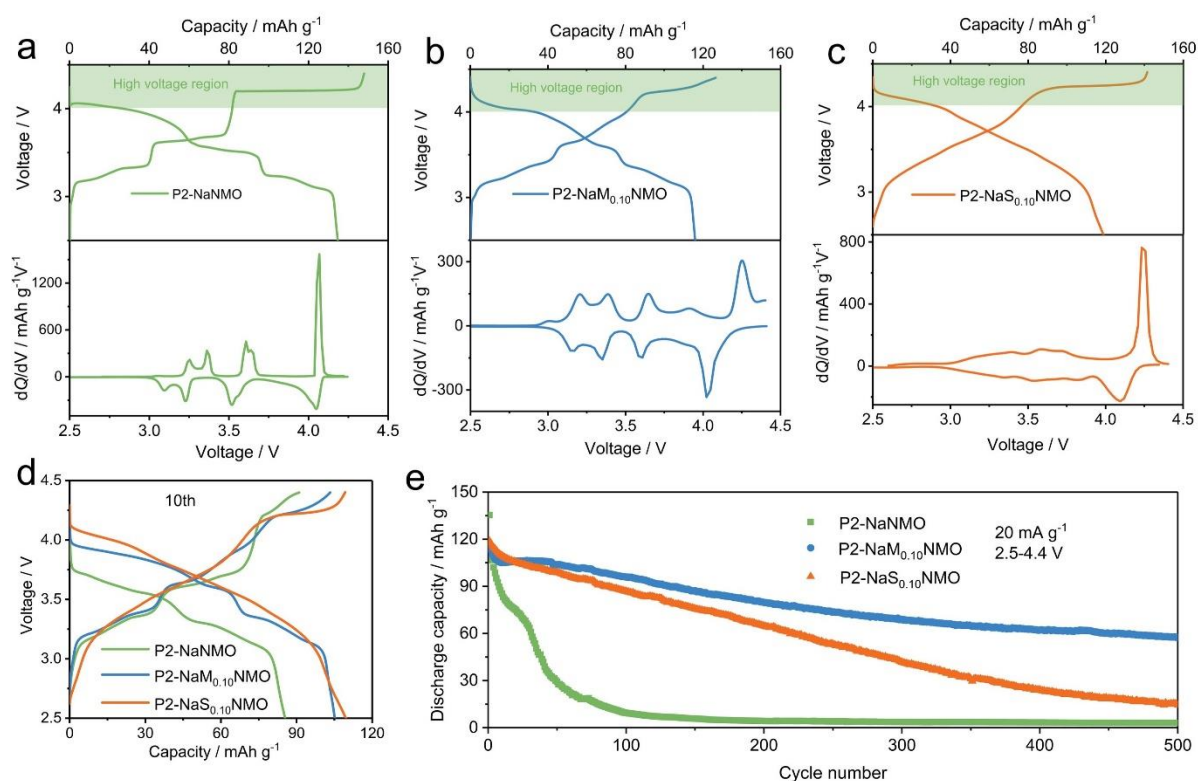 a
Capacity / mAh g⁻¹
0 40 80 120 160
High voltage region
4
3
Voltage / V
P2-NaNMO
1200
600
0
dQ/dV / mAh g⁻¹V⁻¹
2.5 3.0 3.5 4.0 4.5
Voltage / V
b
Capacity / mAh g⁻¹
0 40 80 120 160
High voltage region
4
3
Voltage / V
P2-NaM₀.₁₀NMO
300
0
-300
dQ/dV / mAh g⁻¹V⁻¹
2.5 3.0 3.5 4.0 4.5
Voltage / V
c
Capacity / mAh g⁻¹
0 40 80 120 160
High voltage region
4
3
Voltage / V
P2-NaS₀.₁₀NMO
800
400
0
dQ/dV / mAh g⁻¹V⁻¹
2.5 3.0 3.5 4.0 4.5
Voltage / V
d
4.5
4.0
3.5
3.0
2.5
Voltage / V
10th
P2-NaNMO
P2-NaM₀.₁₀NMO
P2-NaS₀.₁₀NMO
0 30 60 90 120
Capacity / mAh g⁻¹
e
150
120
90
60
30
0
Discharge capacity / mAh g⁻¹
P2-NaNMO
P2-NaM₀.₁₀NMO
P2-NaS₀.₁₀NMO
20 mA g⁻¹
2.5-4.4 V
0 100 200 300 400 500
Cycle number